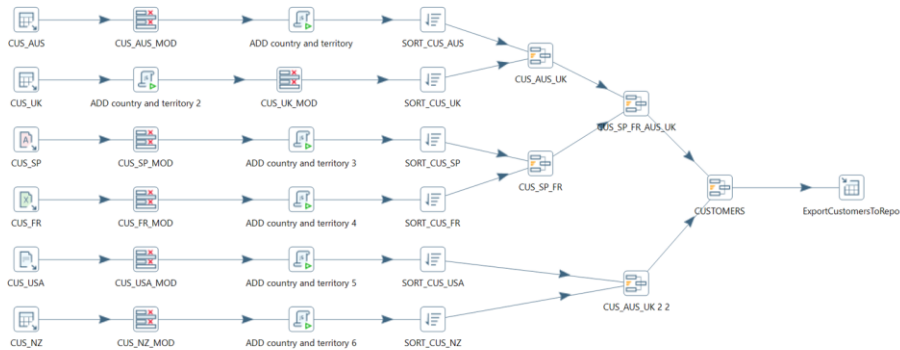 CUS_AUS
CUS_AUS_MOD
ADD country and territory
SORT_CUS_AUS
CUS_AUS_UK
CUS_UK
ADD country and territory 2
CUS_UK_MOD
SORT_CUS_UK
CUS_SP_FR_AUS_UK
CUS_SP
CUS_SP_MOD
ADD country and territory 3
SORT_CUS_SP
CUS_SP_FR
CUS_FR
CUS_FR_MOD
ADD country and territory 4
SORT_CUS_FR
CUSTOMERS
ExportCustomersToRepo
CUS_USA
CUS_USA_MOD
ADD country and territory 5
SORT_CUS_USA
CUS_AUS_UK 2 2
CUS_NZ
CUS_NZ_MOD
ADD country and territory 6
SORT_CUS_NZ